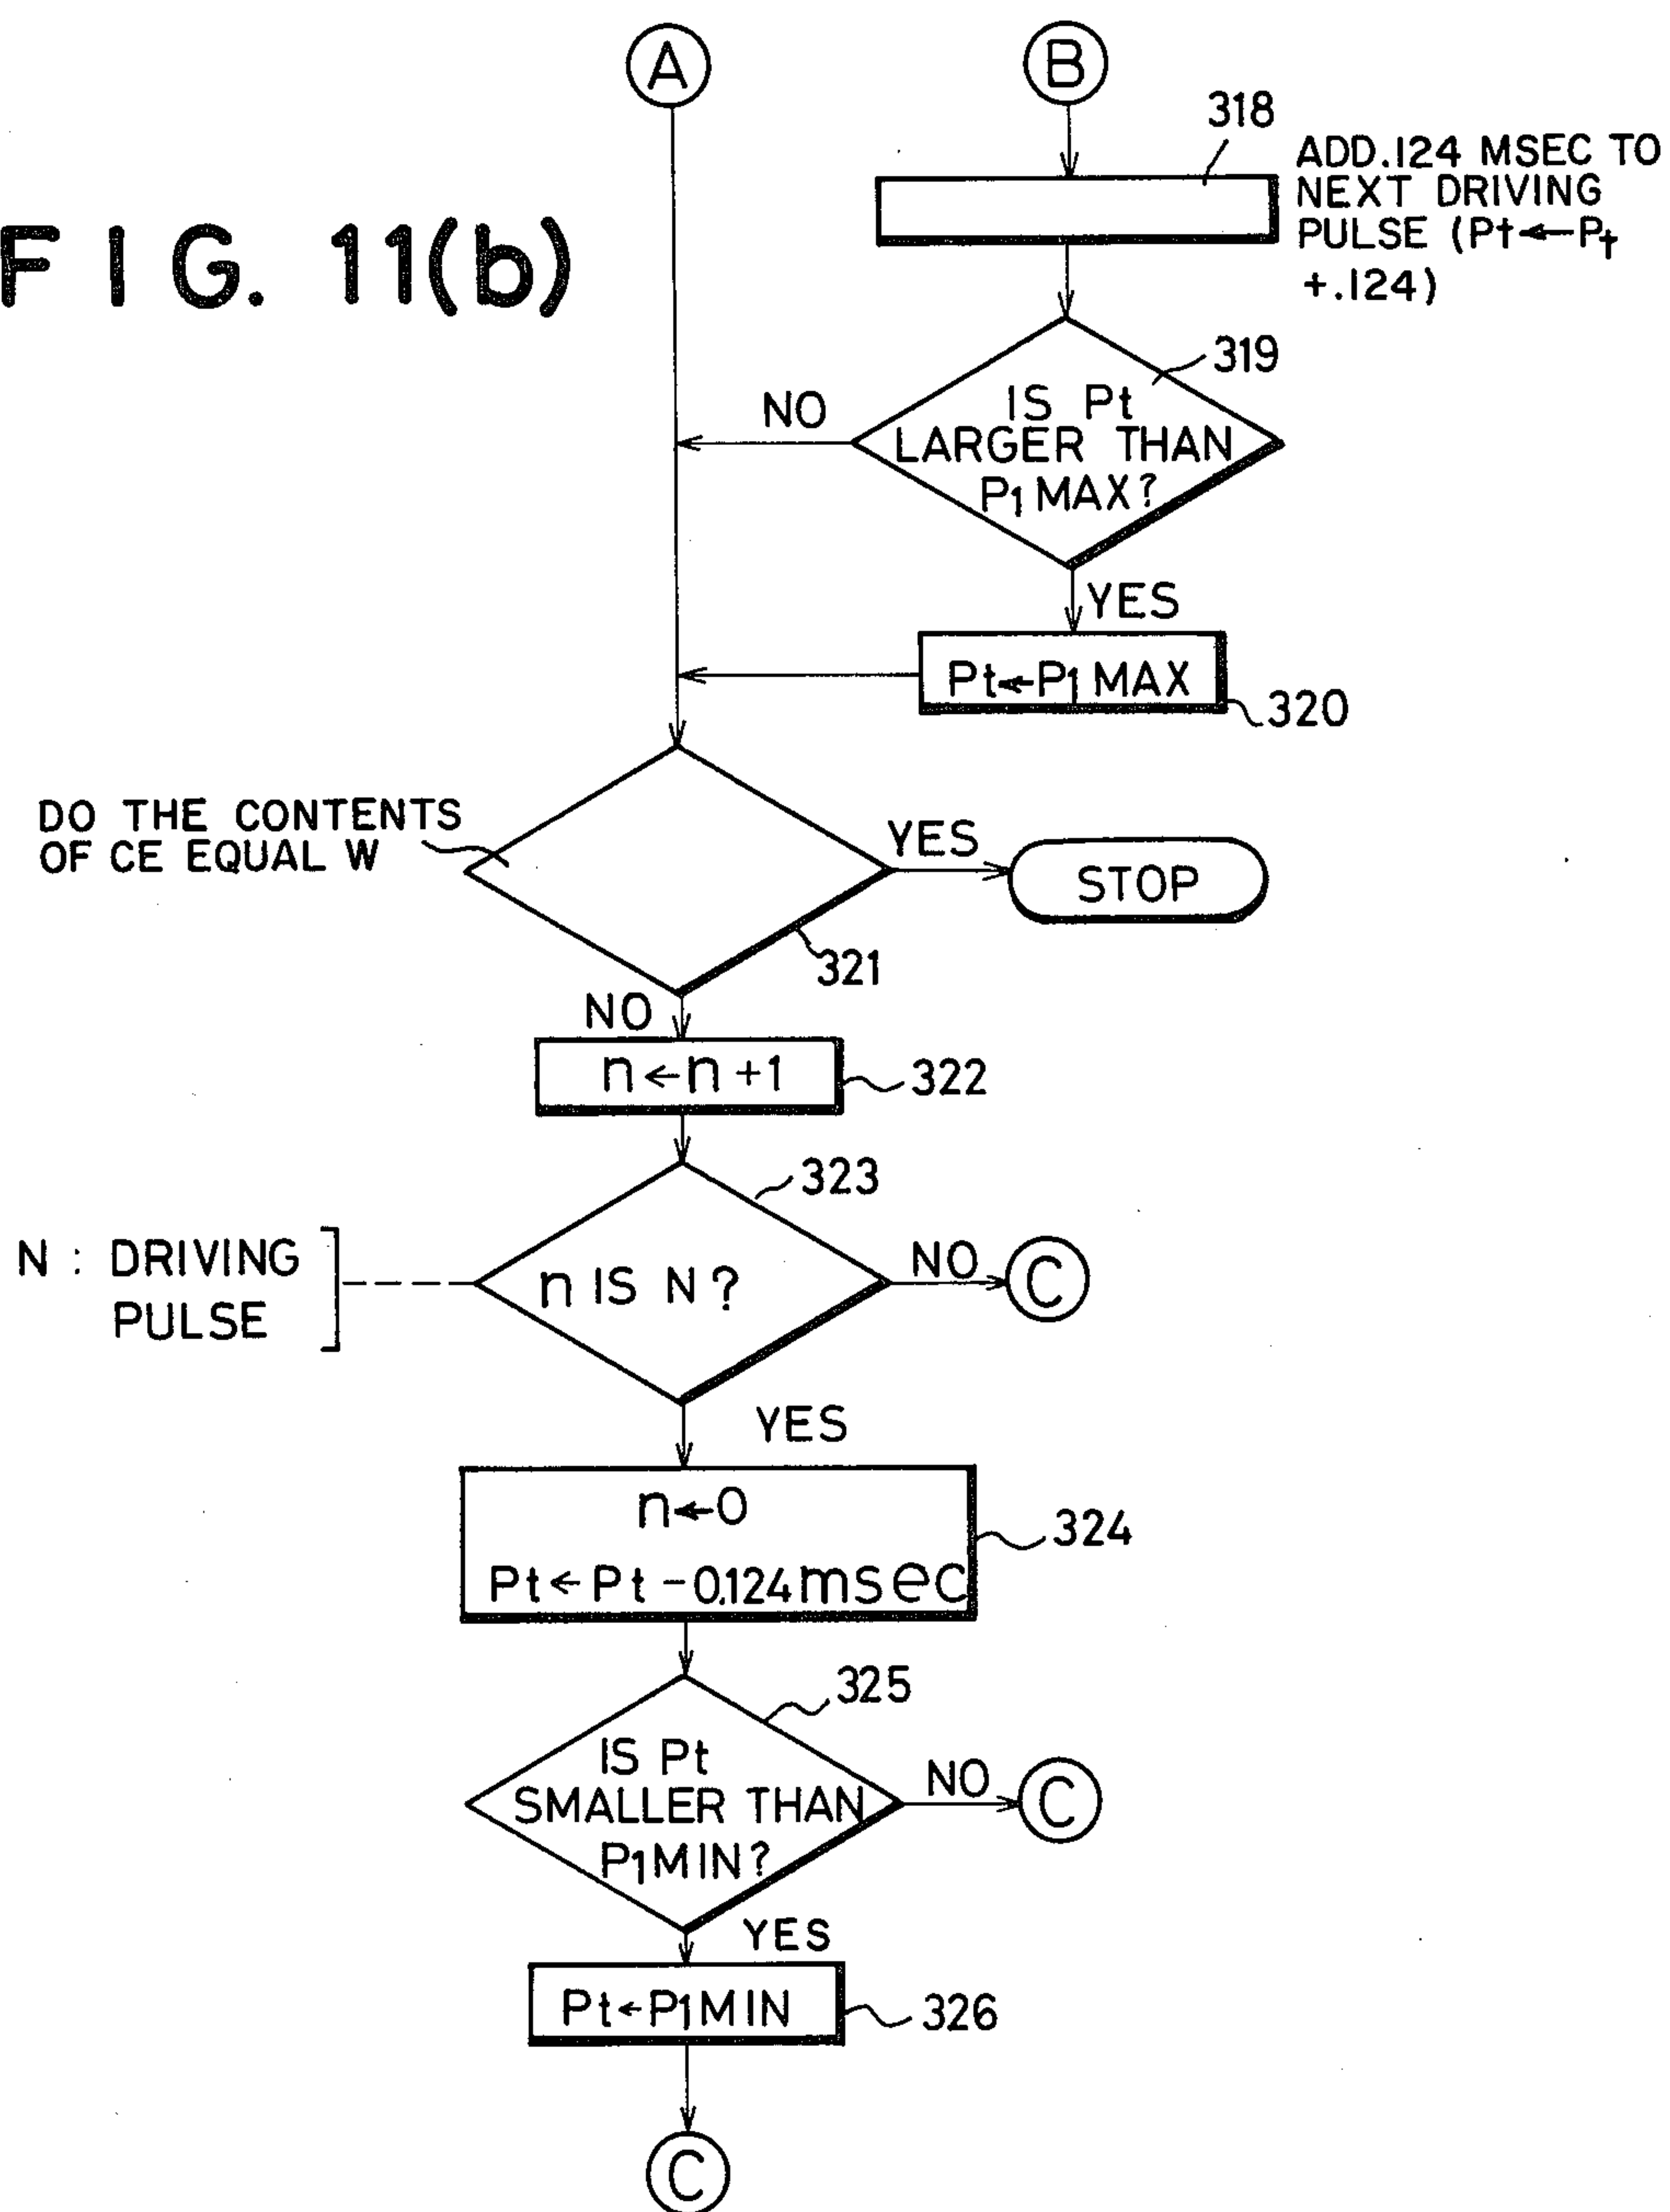 A
B
318
ADD .124 MSEC TO
NEXT DRIVING
PULSE (Pt←Pt
+.124)
FIG. 11(b)
319
IS Pt
LARGER THAN
P1 MAX?
NO
YES
Pt←P1 MAX
320
DO THE CONTENTS
OF CE EQUAL W
YES
STOP
321
NO
n←n+1
322
323
N : DRIVING
PULSE
n IS N?
NO
C
YES
n←0
Pt←Pt-0.124msec
324
325
IS Pt
SMALLER THAN
P1MIN?
NO
C
YES
Pt←P1MIN
326
C